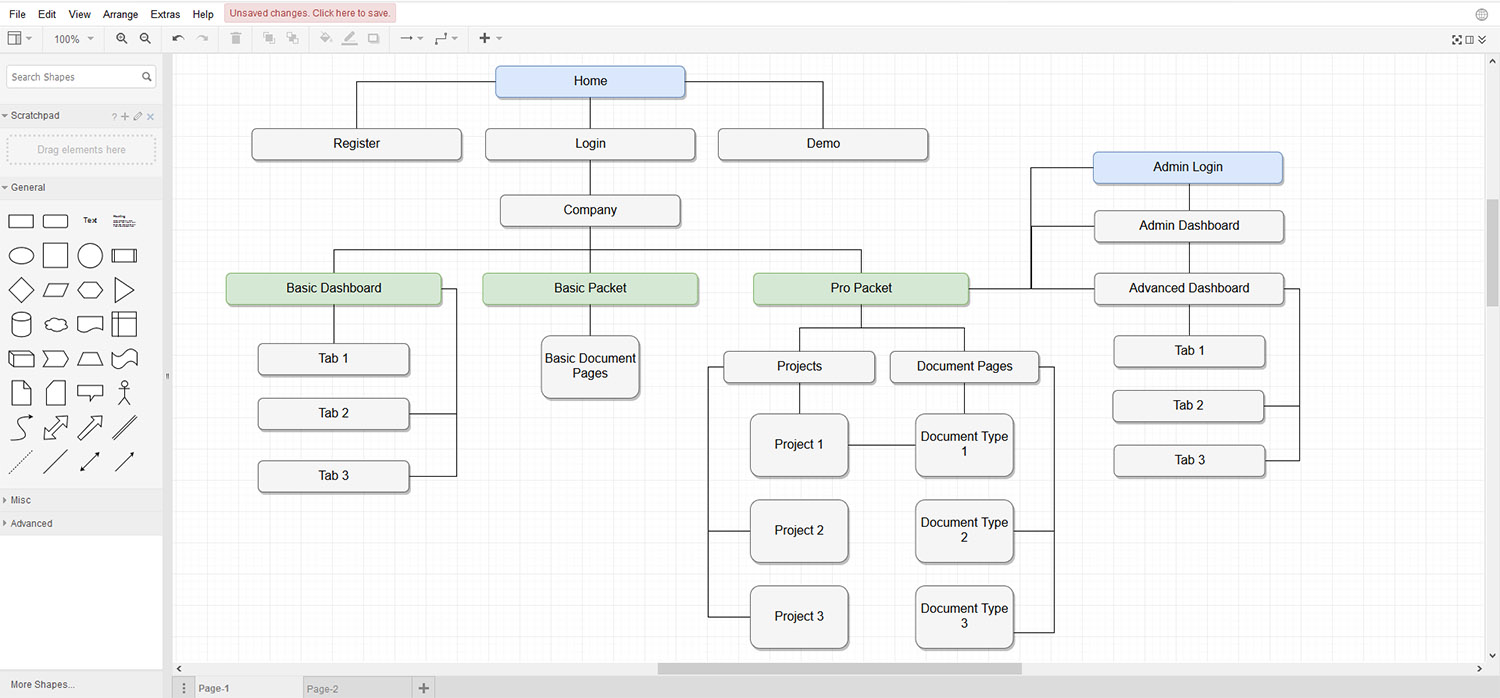 File Edit View Arrange Extras Help Unsaved changes. Click here to save.
100%
Search Shapes
Scratchpad
?
Drag elements here
General
Text
Heading
Misc
Advanced
More Shapes...
Home
Register
Login
Demo
Company
Basic Dashboard
Basic Packet
Pro Packet
Tab 1
Tab 2
Tab 3
Basic Document
Pages
Projects
Document Pages
Project 1
Document Type
1
Project 2
Document Type
2
Project 3
Document Type
3
Admin Login
Admin Dashboard
Advanced Dashboard
Tab 1
Tab 2
Tab 3
Page-1
Page-2